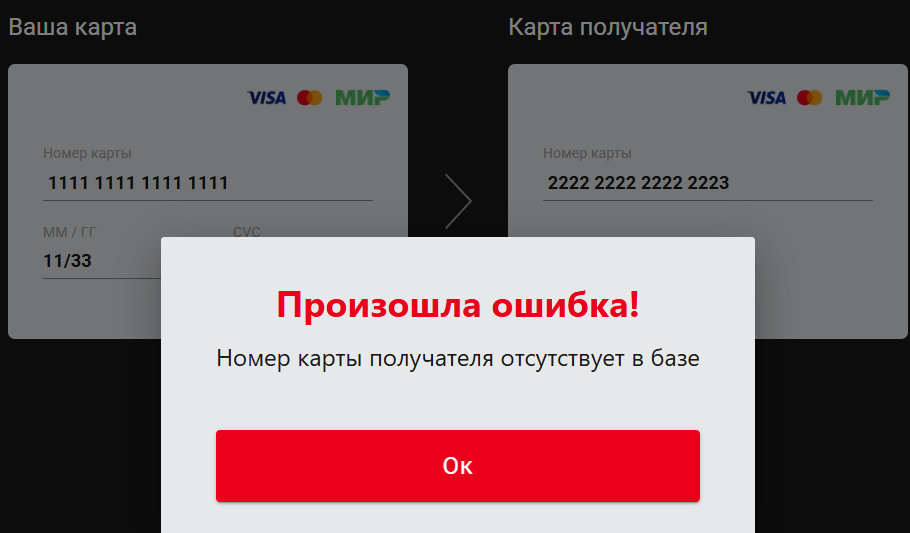 Ваша карта
Карта получателя
VISA МИР
VISA МИР
Номер карты
1111 1111 1111 1111
Номер карты
2222 2222 2222 2223
ММ / ГГ
CVC
11/33
Произошла ошибка!
Номер карты получателя отсутствует в базе
Ок